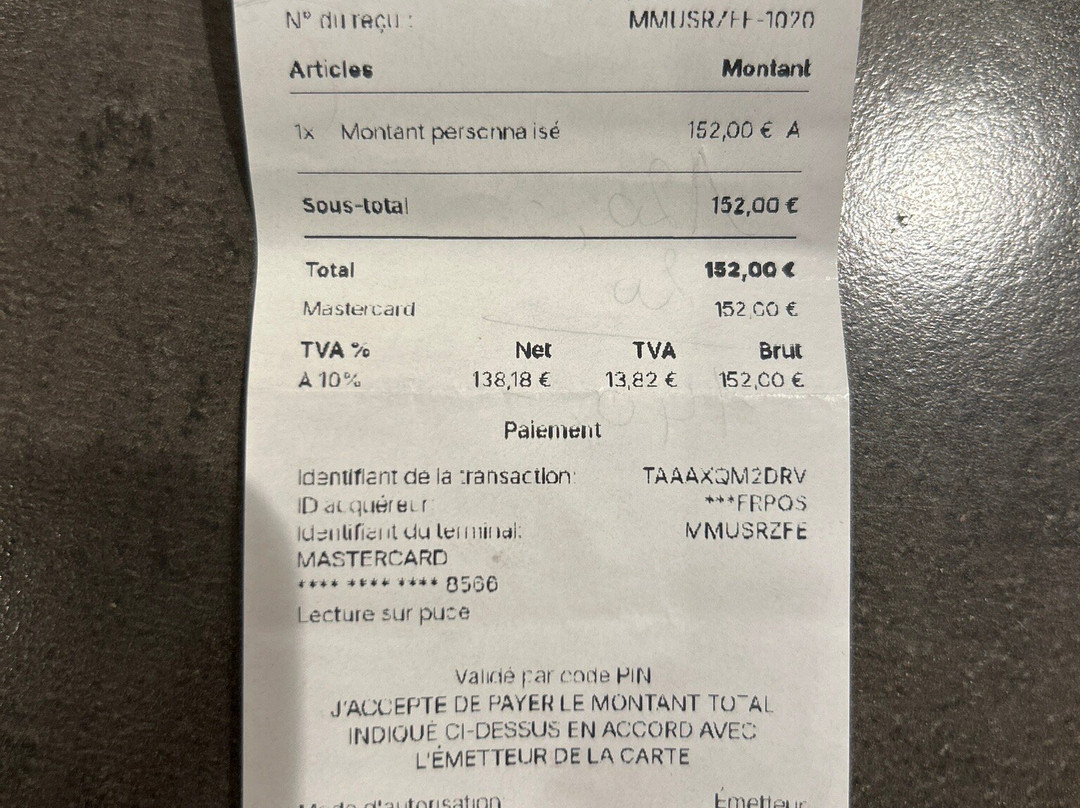 N° du reçu : MMUSRZFE-1020
Articles Montant
1x Montant personnalisé 152,00 € A
Sous-total 152,00 €
Total 152,00 €
Mastercard 152,00 €
TVA % Net TVA Brut
A 10% 138,18 € 13,82 € 152,00 €
Paiement
Identifiant de la transaction: TAAAXQM2DRV
ID acquéreur ***FRPOS
Identifiant du terminal: MMUSRZFE
MASTERCARD
**** **** **** 8566
Lecture sur puce
Validé par code PIN
J'ACCEPTE DE PAYER LE MONTANT TOTAL
INDIQUÉ CI-DESSUS EN ACCORD AVEC
L'ÉMETTEUR DE LA CARTE
Mode d'autorisation Émetteur